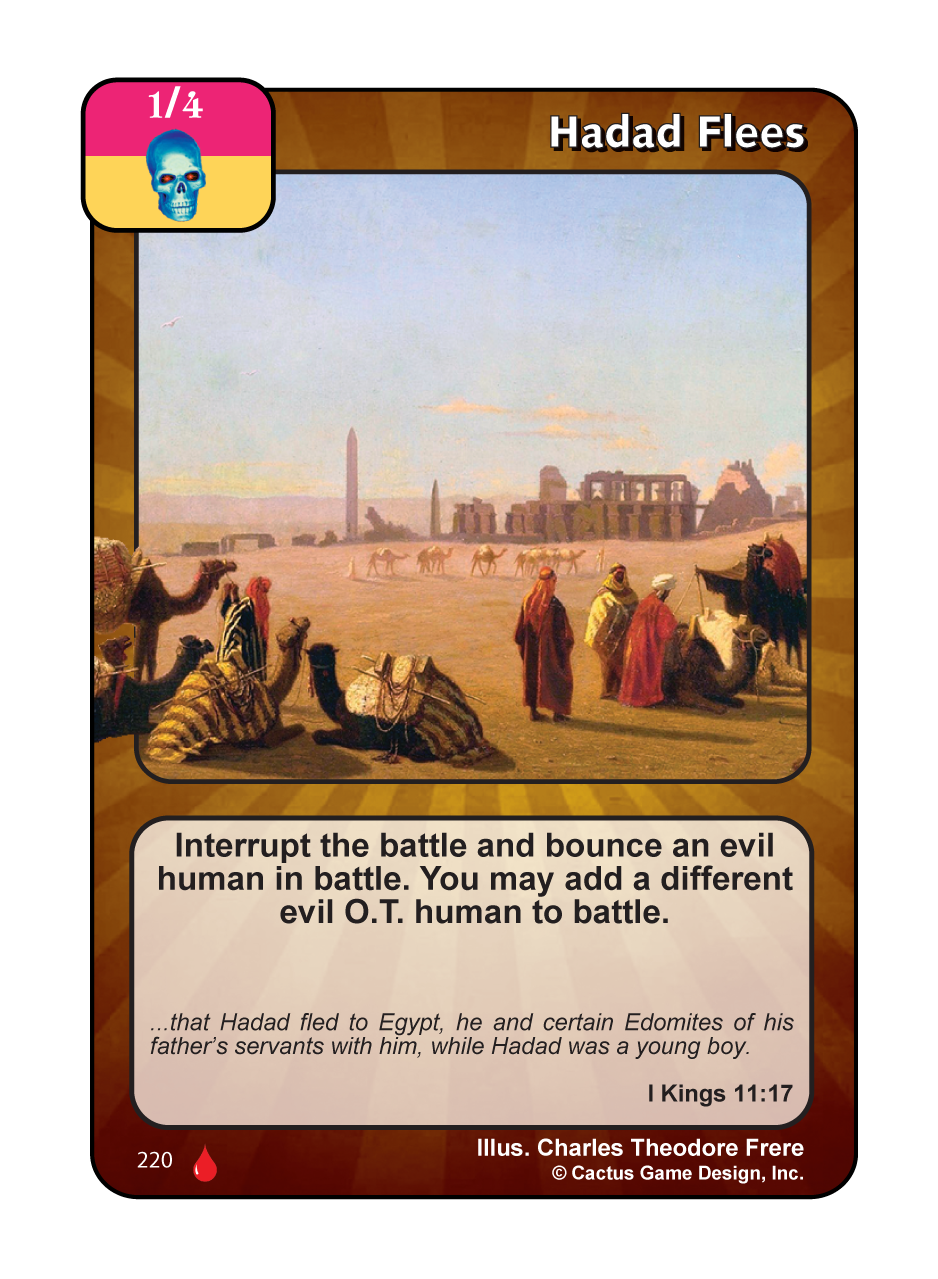 1/4
Hadad Flees
Interrupt the battle and bounce an evil
human in battle. You may add a different
evil O.T. human to battle.
...that Hadad fled to Egypt, he and certain Edomites of his
father's servants with him, while Hadad was a young boy.
I Kings 11:17
220
Illus. Charles Theodore Frere
© Cactus Game Design, Inc.